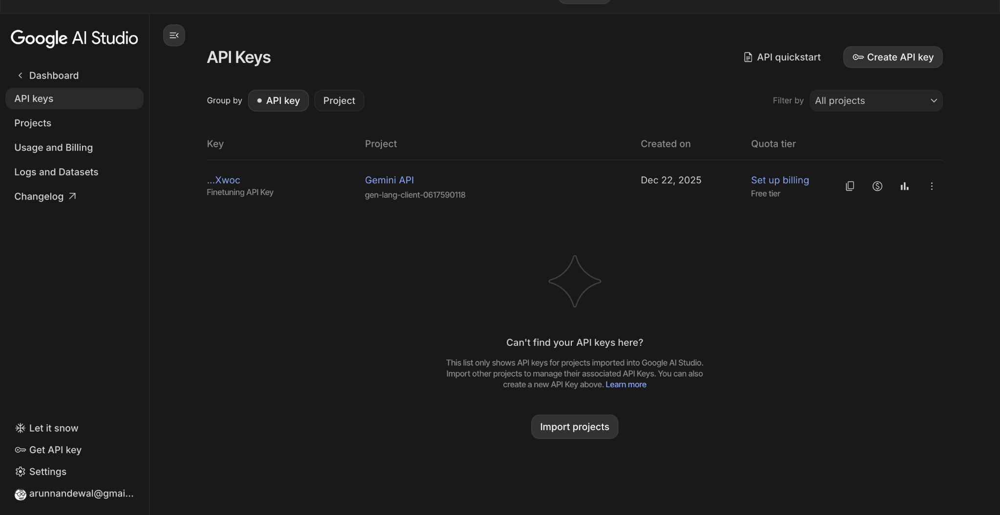 Google AI Studio
Dashboard
API keys
Projects
Usage and Billing
Logs and Datasets
Changelog
Let it snow
Get API key
Settings
arunnandewal@gmai...
API Keys
API quickstart
Create API key
Group by
API key
Project
Filter by
All projects
Key
Project
Created on
Quota tier
...Xwoc
Gemini API
Dec 22, 2025
Set up billing
Finetuning API Key
gen-lang-client-0617590118
Free tier
Can't find your API keys here?
This list only shows API keys for projects imported into Google AI Studio.
Import other projects to manage their associated API Keys. You can also
create a new API Key above. Learn more
Import projects